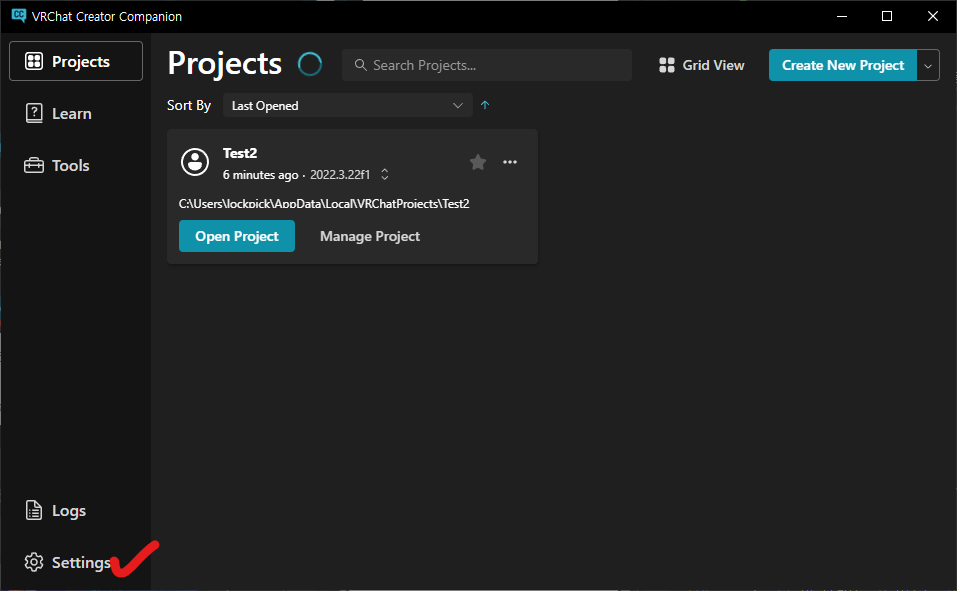 VRChat Creator Companion
Projects
Learn
Tools
Logs
Settings
Projects
Search Projects...
Grid View
Create New Project
Sort By
Last Opened
Test2
6 minutes ago · 2022.3.22f1
C:\Users\lockpick\AppData\Local\VRChatProjects\Test2
Open Project
Manage Project